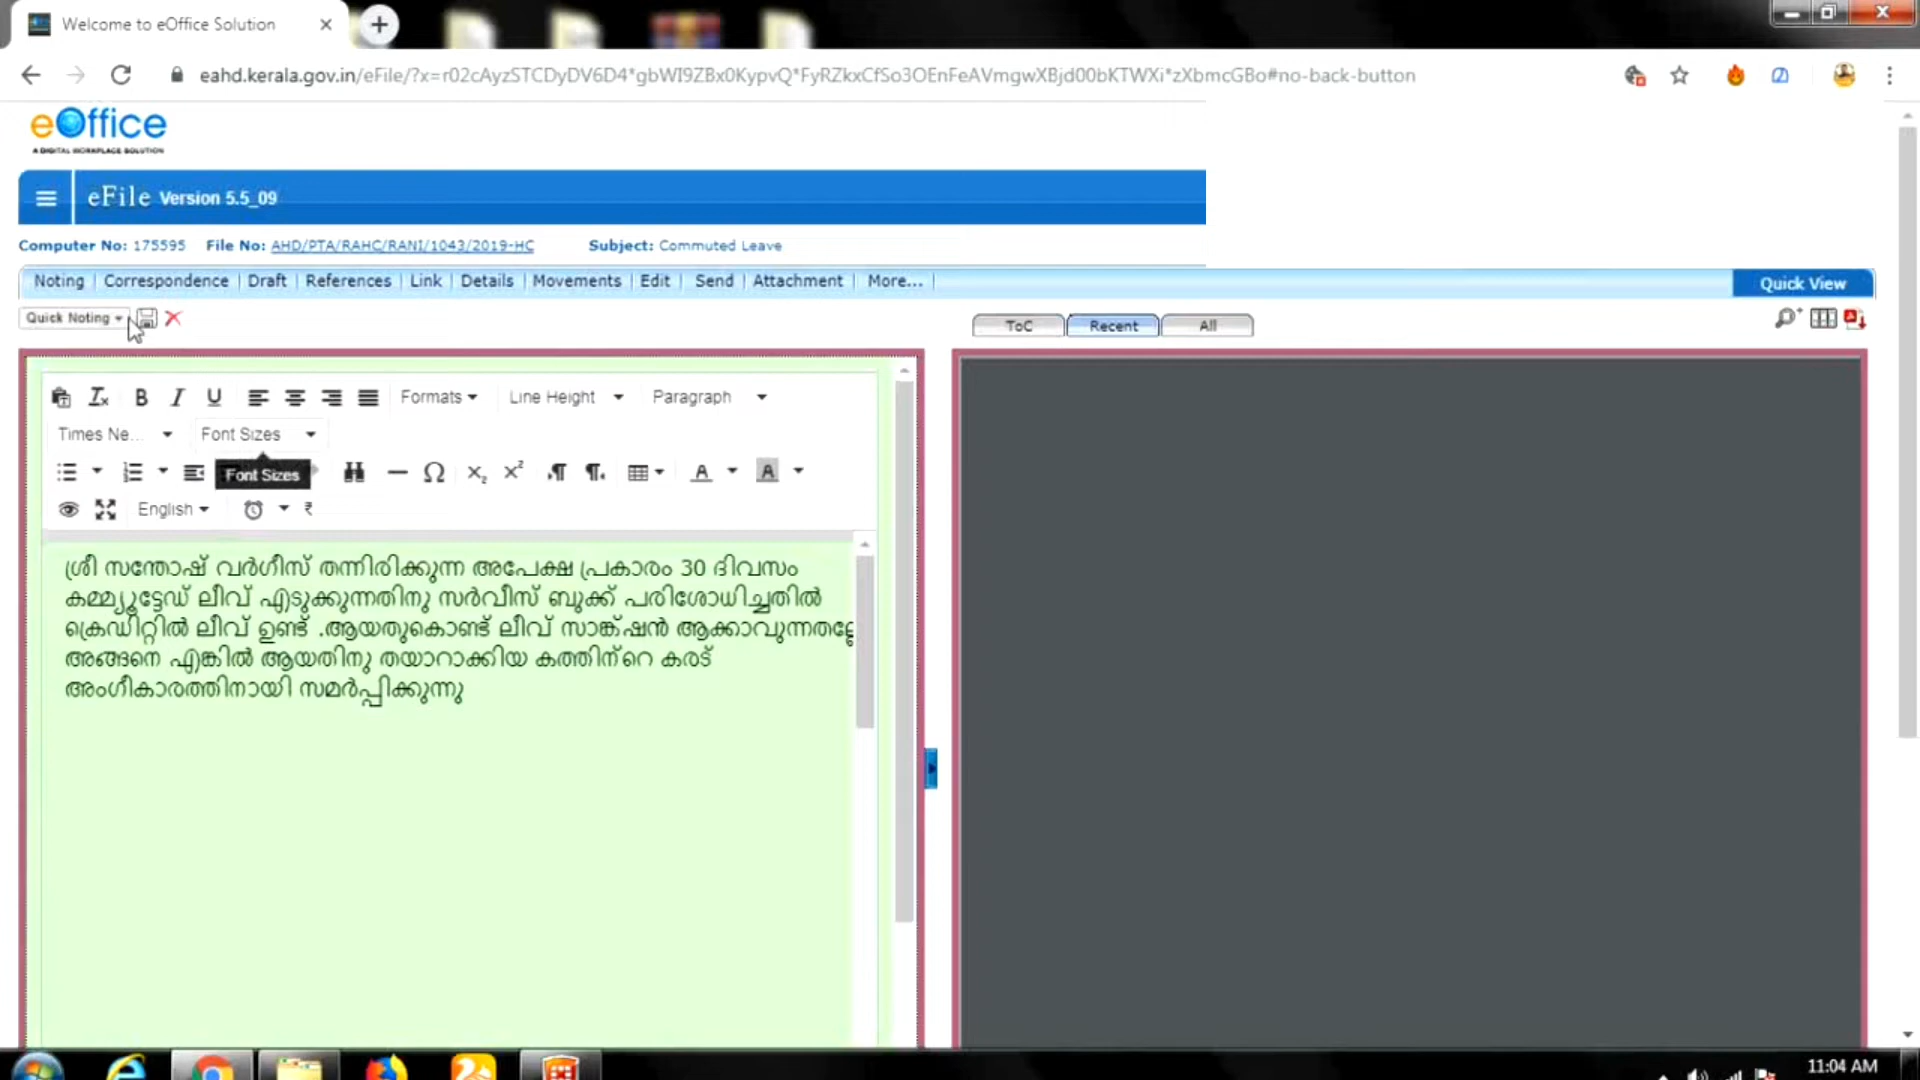 Welcome to eOffice Solution
eahd.kerala.gov.in/eFile/?x=r02cAyzSTCDyDV6D4*gbWI9ZBx0KypvQ*FyRZkxCfSo3OEnFeAVmgwXBjd00bKTWXi*zXbmcGBo#no-back-button
eOffice
A DIGITAL WORKPLACE SOLUTION
eFile Version 5.5_09
Computer No: 175595 File No: AHD/PTA/RAHC/RANI/1043/2019-HC Subject: Commuted Leave
Noting Correspondence Draft References Link Details Movements Edit Send Attachment More... Quick View
Quick Noting
ToC Recent All
Formats Line Height Paragraph
Times Ne... Font Sizes
Font Sizes
English ₹
ശ്രീ സന്തോഷ് വർഗീസ് തന്നിരിക്കുന്ന അപേക്ഷ പ്രകാരം 30 ദിവസം
കമ്മ്യൂട്ടേഡ് ലീവ് എടുക്കുന്നതിനു സർവീസ് ബുക്ക് പരിശോധിച്ചതിൽ
ക്രെഡിറ്റിൽ ലീവ് ഉണ്ട് .ആയതുകൊണ്ട് ലീവ് സാങ്ക്ഷൻ ആക്കാവുന്നതല്ലേ
അങ്ങനെ എങ്കിൽ ആയതിനു തയാറാക്കിയ കത്തിന്റെ കരട്
അംഗീകാരത്തിനായി സമർപ്പിക്കുന്നു
11:04 AM